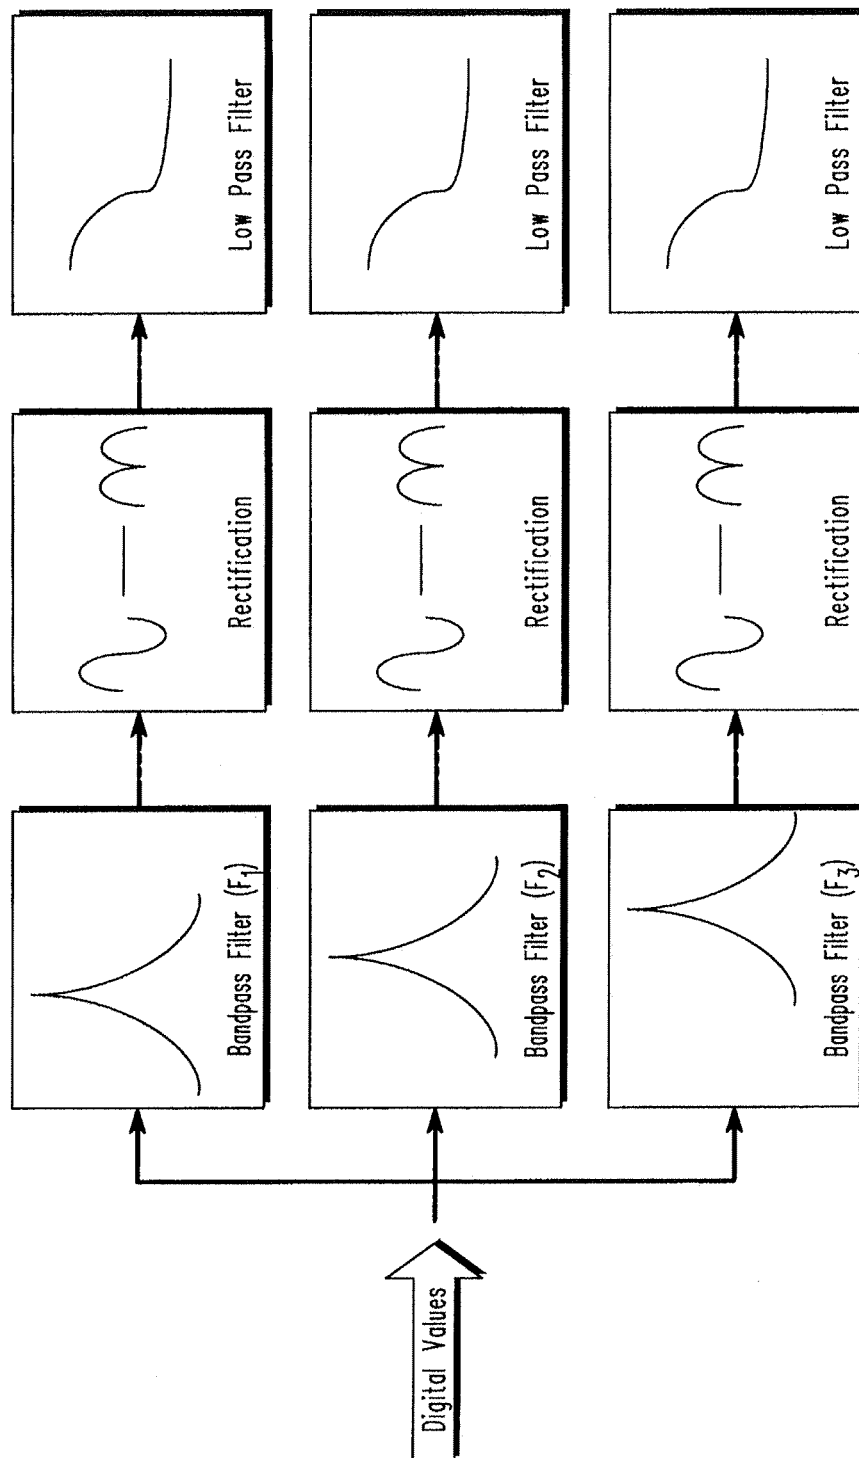 Digital Values
Bandpass Filter (F1)
Rectification
Low Pass Filter
Bandpass Filter (F2)
Rectification
Low Pass Filter
Bandpass Filter (F3)
Rectification
Low Pass Filter